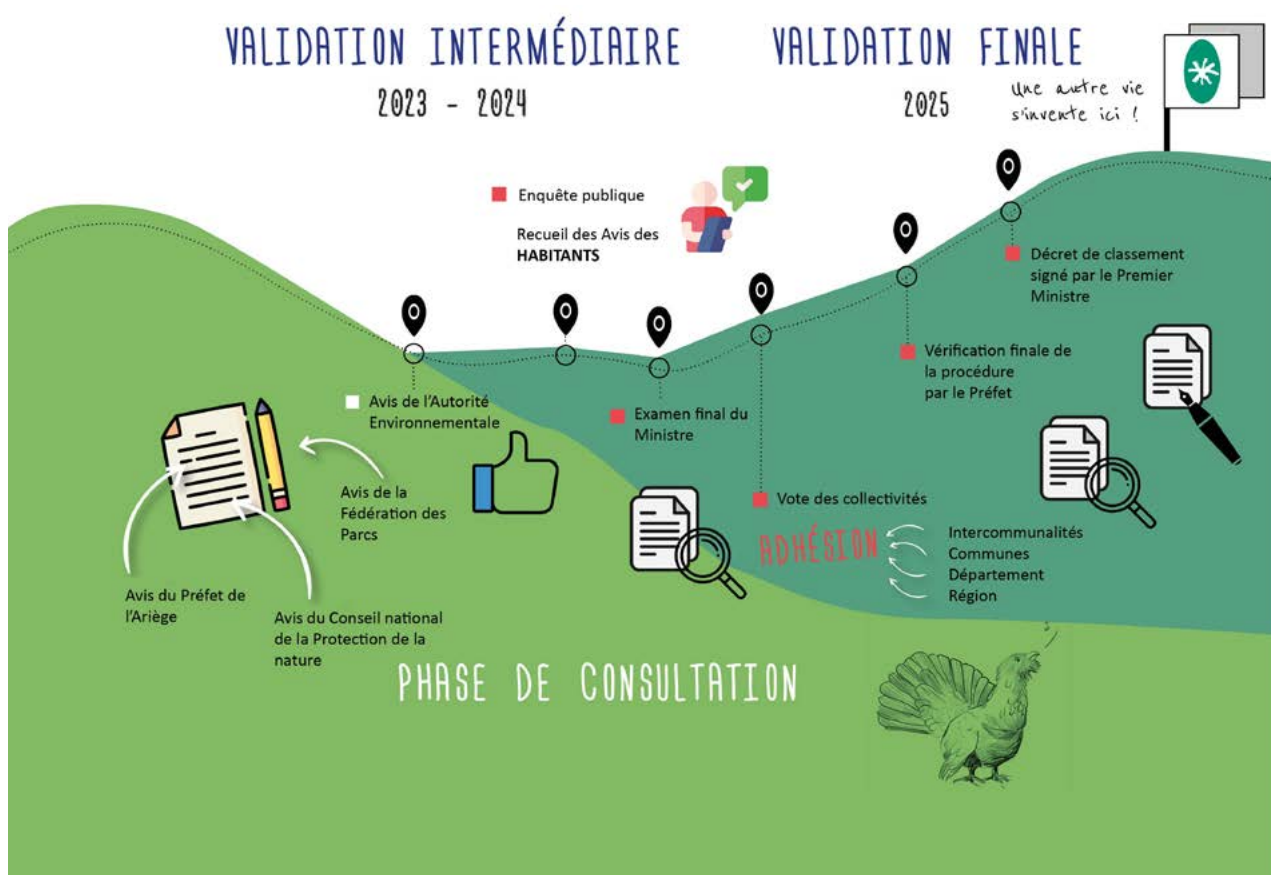 VALIDATION INTERMÉDIAIRE
2023 - 2024
VALIDATION FINALE
2025
Une autre vie
s'invente ici !
Enquête publique
Recueil des Avis des
HABITANTS
Décret de classement
signé par le Premier
Ministre
Vérification finale de
la procédure
par le Préfet
Avis de l'Autorité
Environnementale
Examen final du
Ministre
Avis de la
Fédération des
Parcs
Vote des collectivités
ADHÉSION
Intercommunalités
Communes
Département
Région
Avis du Préfet de
l'Ariège
Avis du Conseil national
de la Protection de la
nature
PHASE DE CONSULTATION